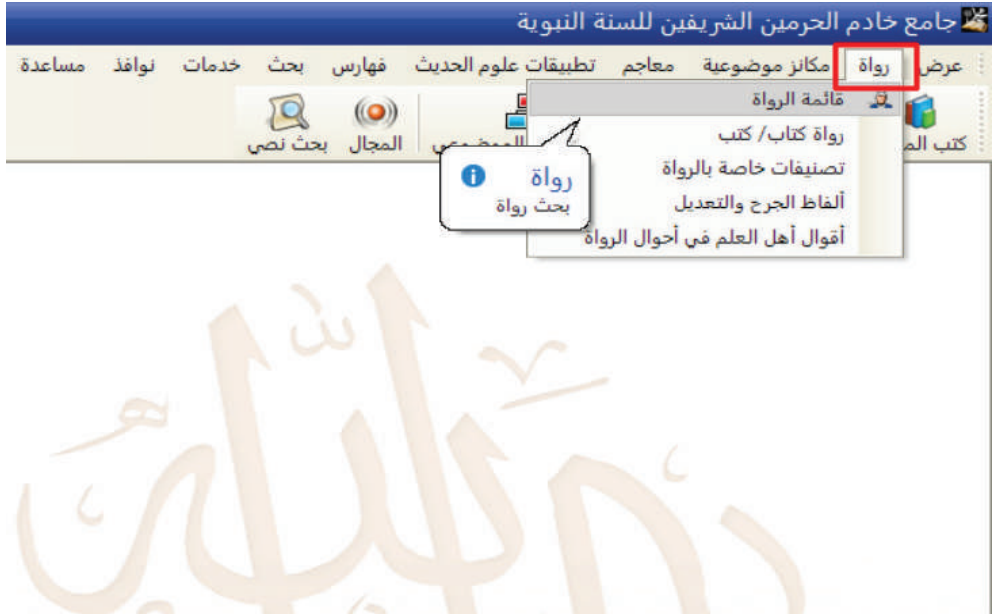 جامع خادم الحرمين الشريفين للسنة النبوية
عرض رواة مكانز موضوعية معاجم تطبيقات علوم الحديث فهارس بحث خدمات نوافذ مساعدة
كتب الم المجال بحث نصي
قائمة الرواة
رواة كتاب/ كتب
تصنيفات خاصة بالرواة
ألفاظ الجرح والتعديل
أقوال أهل العلم في أحوال الرواة
رواة
بحث رواة